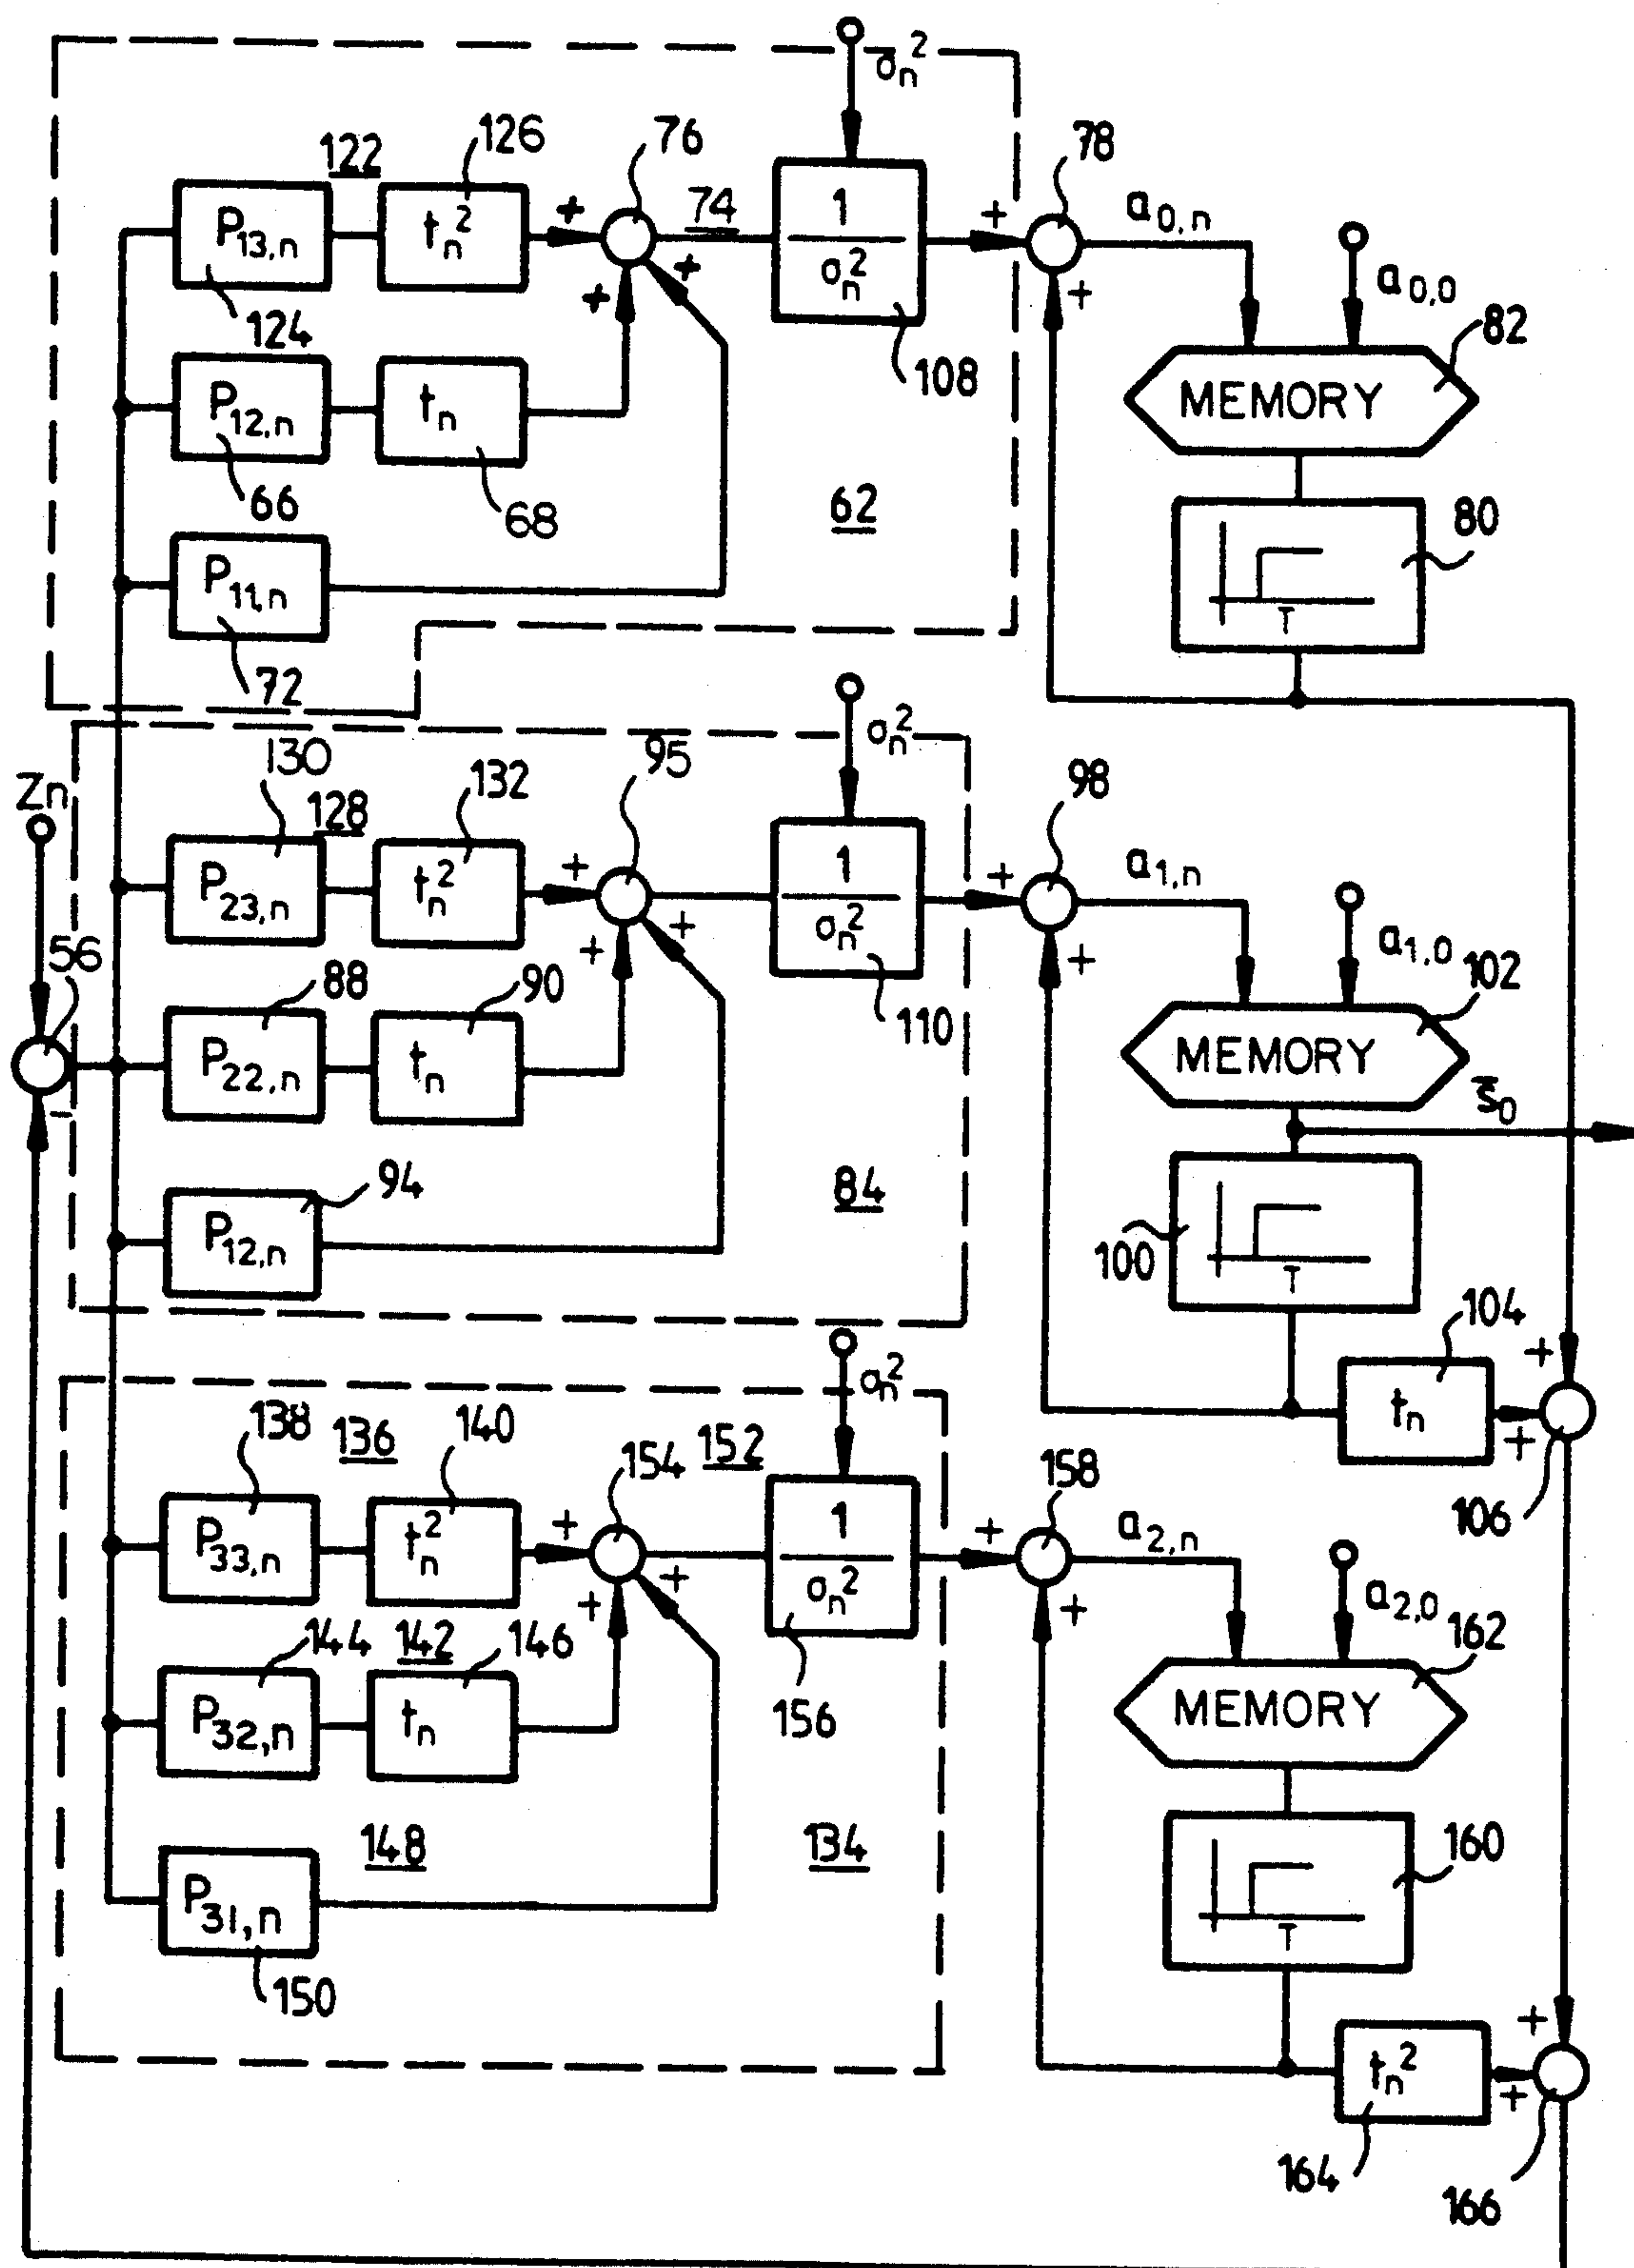 σ̅n²
122
126
76
78
P13,n
tn²
+
74
1
σn²
+
a0,n
a0,0
124
+
+
+
108
82
MEMORY
P12,n
tn
66
68
62
80
P11,n
T
72
σn²
Zn
130
128
132
95
98
P23,n
tn²
+
1
σn²
+
a1,n
+
+
+
a1,0
102
56
88
90
110
MEMORY
P22,n
tn
s̅0
-
94
84
P12,n
100
T
104
+
σn²
tn
+
138
136
140
154
152
158
106
P33,n
tn²
+
1
σn²
+
a2,n
+
+
+
a2,0
144
142
146
162
P32,n
tn
156
MEMORY
148
134
160
P31,n
T
150
+
tn²
+
164
166